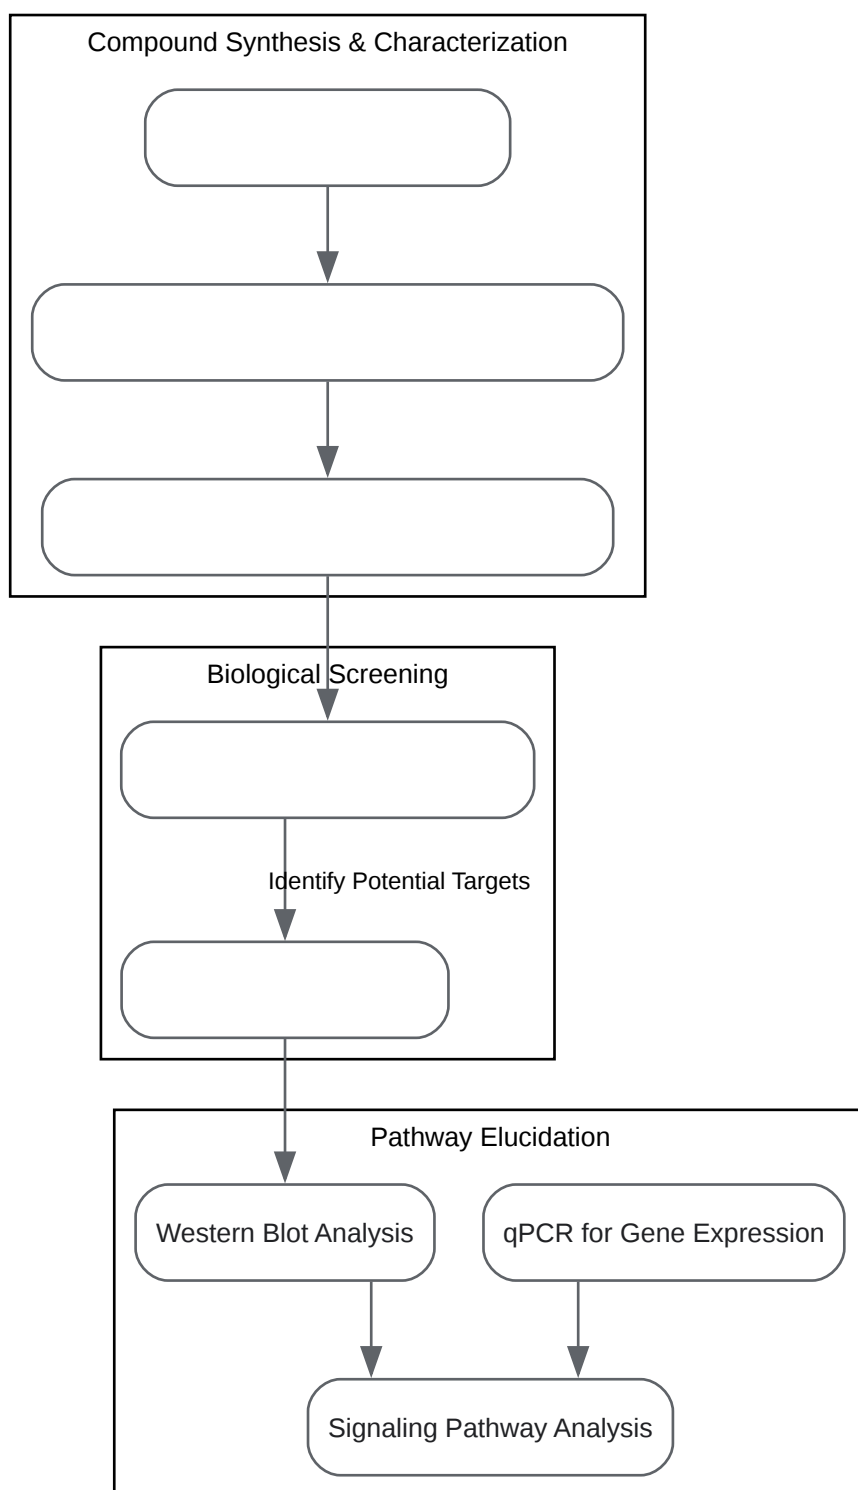 Compound Synthesis & Characterization
Biological Screening
Identify Potential Targets
Pathway Elucidation
Western Blot Analysis
qPCR for Gene Expression
Signaling Pathway Analysis